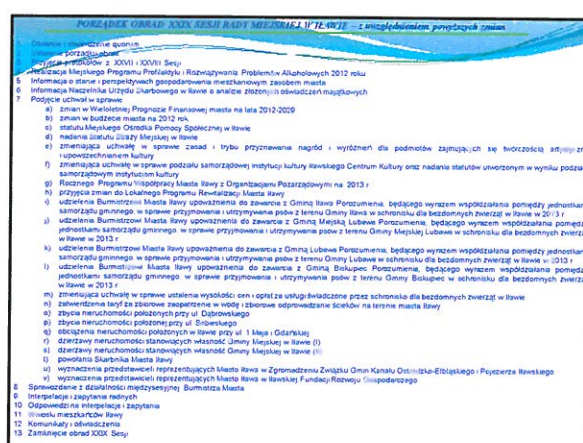 PORZĄDEK OBRAD XXIX SESJI RADY MIEJSKIEJ W IŁAWIE – z uwzględnieniem powyższych zmian
1 Otwarcie i stwierdzenie quorum
2 Ustalenie porządku obrad
3 Przyjęcie protokołów z XXVII i XXVIII Sesji
4 Realizacja Miejskiego Programu Profilaktyki i Rozwiązywania Problemów Alkoholowych 2012 roku
5 Informacja o stanie i perspektywach gospodarowania mieszkaniowym zasobem miasta
6 Informacja Naczelnika Urzędu Skarbowego w Iławie o analizie złożonych oświadczeń majątkowych
7 Podjęcie uchwał w sprawie
a) zmian w Wieloletniej Prognozie Finansowej miasta na lata 2012-2029
b) zmian w budżecie miasta na 2012 rok
c) statutu Miejskiego Ośrodka Pomocy Społecznej w Iławie
d) nadania Statutu Straży Miejskiej w Iławie
e) zmieniająca uchwałę w sprawie zasad i trybu przyznawania nagród i wyróżnień dla podmiotów zajmujących się twórczością
i upowszechnianiem kultury
f) zmieniająca uchwałę w sprawie podziału samorządowej instytucji kultury Iławskiego Centrum Kultury oraz nadania statutów utworzonym w wyniku podziału
samorządowym instytucjom kultury
g) Rocznego Programu Współpracy Miasta Iławy z Organizacjami Pozarządowymi na 2013 r
h) przyjęcia zmian do Lokalnego Programu Rewitalizacji Miasta Iławy
i) udzielenia Burmistrzowi Miasta Iławy upoważnienia do zawarcia z Gminą Iława Porozumienia, będącego wyrazem współdziałania pomiędzy jednostkami
samorządu gminnego w sprawie przyjmowania i utrzymywania psów z terenu Gminy Iława w schronisku dla bezdomnych zwierząt w Iławie w 2013 r
j) udzielenia Burmistrzowi Miasta Iławy upoważnienia do zawarcia z Gminą Miejską Lubawa Porozumienia, będącego wyrazem współdziałania pomiędzy
jednostkami samorządu gminnego w sprawie przyjmowania i utrzymywania psów z terenu Gminy Miejskiej Lubawa w schronisku dla bezdomnych zwierząt
w Iławie w 2013 r
k) udzielenia Burmistrzowi Miasta Iławy upoważnienia do zawarcia z Gminą Lubawa Porozumienia, będącego wyrazem współdziałania pomiędzy jednostkami
samorządu gminnego w sprawie przyjmowania i utrzymywania psów z terenu Gminy Lubawa w schronisku dla bezdomnych zwierząt w Iławie w 2013 r
l) udzielenia Burmistrzowi Miasta Iławy upoważnienia do zawarcia z Gminą Biskupiec Porozumienia, będącego wyrazem współdziałania pomiędzy
jednostkami samorządu gminnego w sprawie przyjmowania i utrzymywania psów z terenu Gminy Biskupiec w schronisku dla bezdomnych zwierząt
w Iławie w 2013 r
m) zmieniająca uchwałę w sprawie ustalenia wysokości cen i opłat za usługi świadczone przez schroniska dla bezdomnych zwierząt w Iławie
n) zatwierdzenia taryf za zbiorowe zaopatrzenie w wodę i zbiorowe odprowadzanie ścieków na terenie miasta Iławy
o) zbycia nieruchomości położonych przy ul Dąbrowskiego
p) zbycia nieruchomości położonej przy ul Sobieskiego
q) obciążenia nieruchomości położonych w Iławie przy ul 1 Maja i Gdańskiej
r) dzierżawy nieruchomości stanowiących własność Gminy Miejskiej w Iławie (I)
s) dzierżawy nieruchomości stanowiących własność Gminy Miejskiej w Iławie (II)
t) powołania Skarbnika Miasta Iławy
u) wyznaczenia przedstawicieli reprezentujących Miasto Iława w Zgromadzeniu Związku Gmin Kanału Ostródzko-Elbląskiego i Pojezierza Iławskiego
v) wyznaczenia przedstawicieli reprezentujących Miasto Iława w Iławskiej Fundacji Rozwoju Gospodarczego
8 Sprawozdanie z działalności międzysesyjnej Burmistrza Miasta
9 Interpelacje i zapytania radnych
10 Odpowiedzi na interpelacje i zapytania
11 Wnioski mieszkańców Iławy
12 Komunikaty i oświadczenia
13 Zamknięcie obrad XXIX Sesji